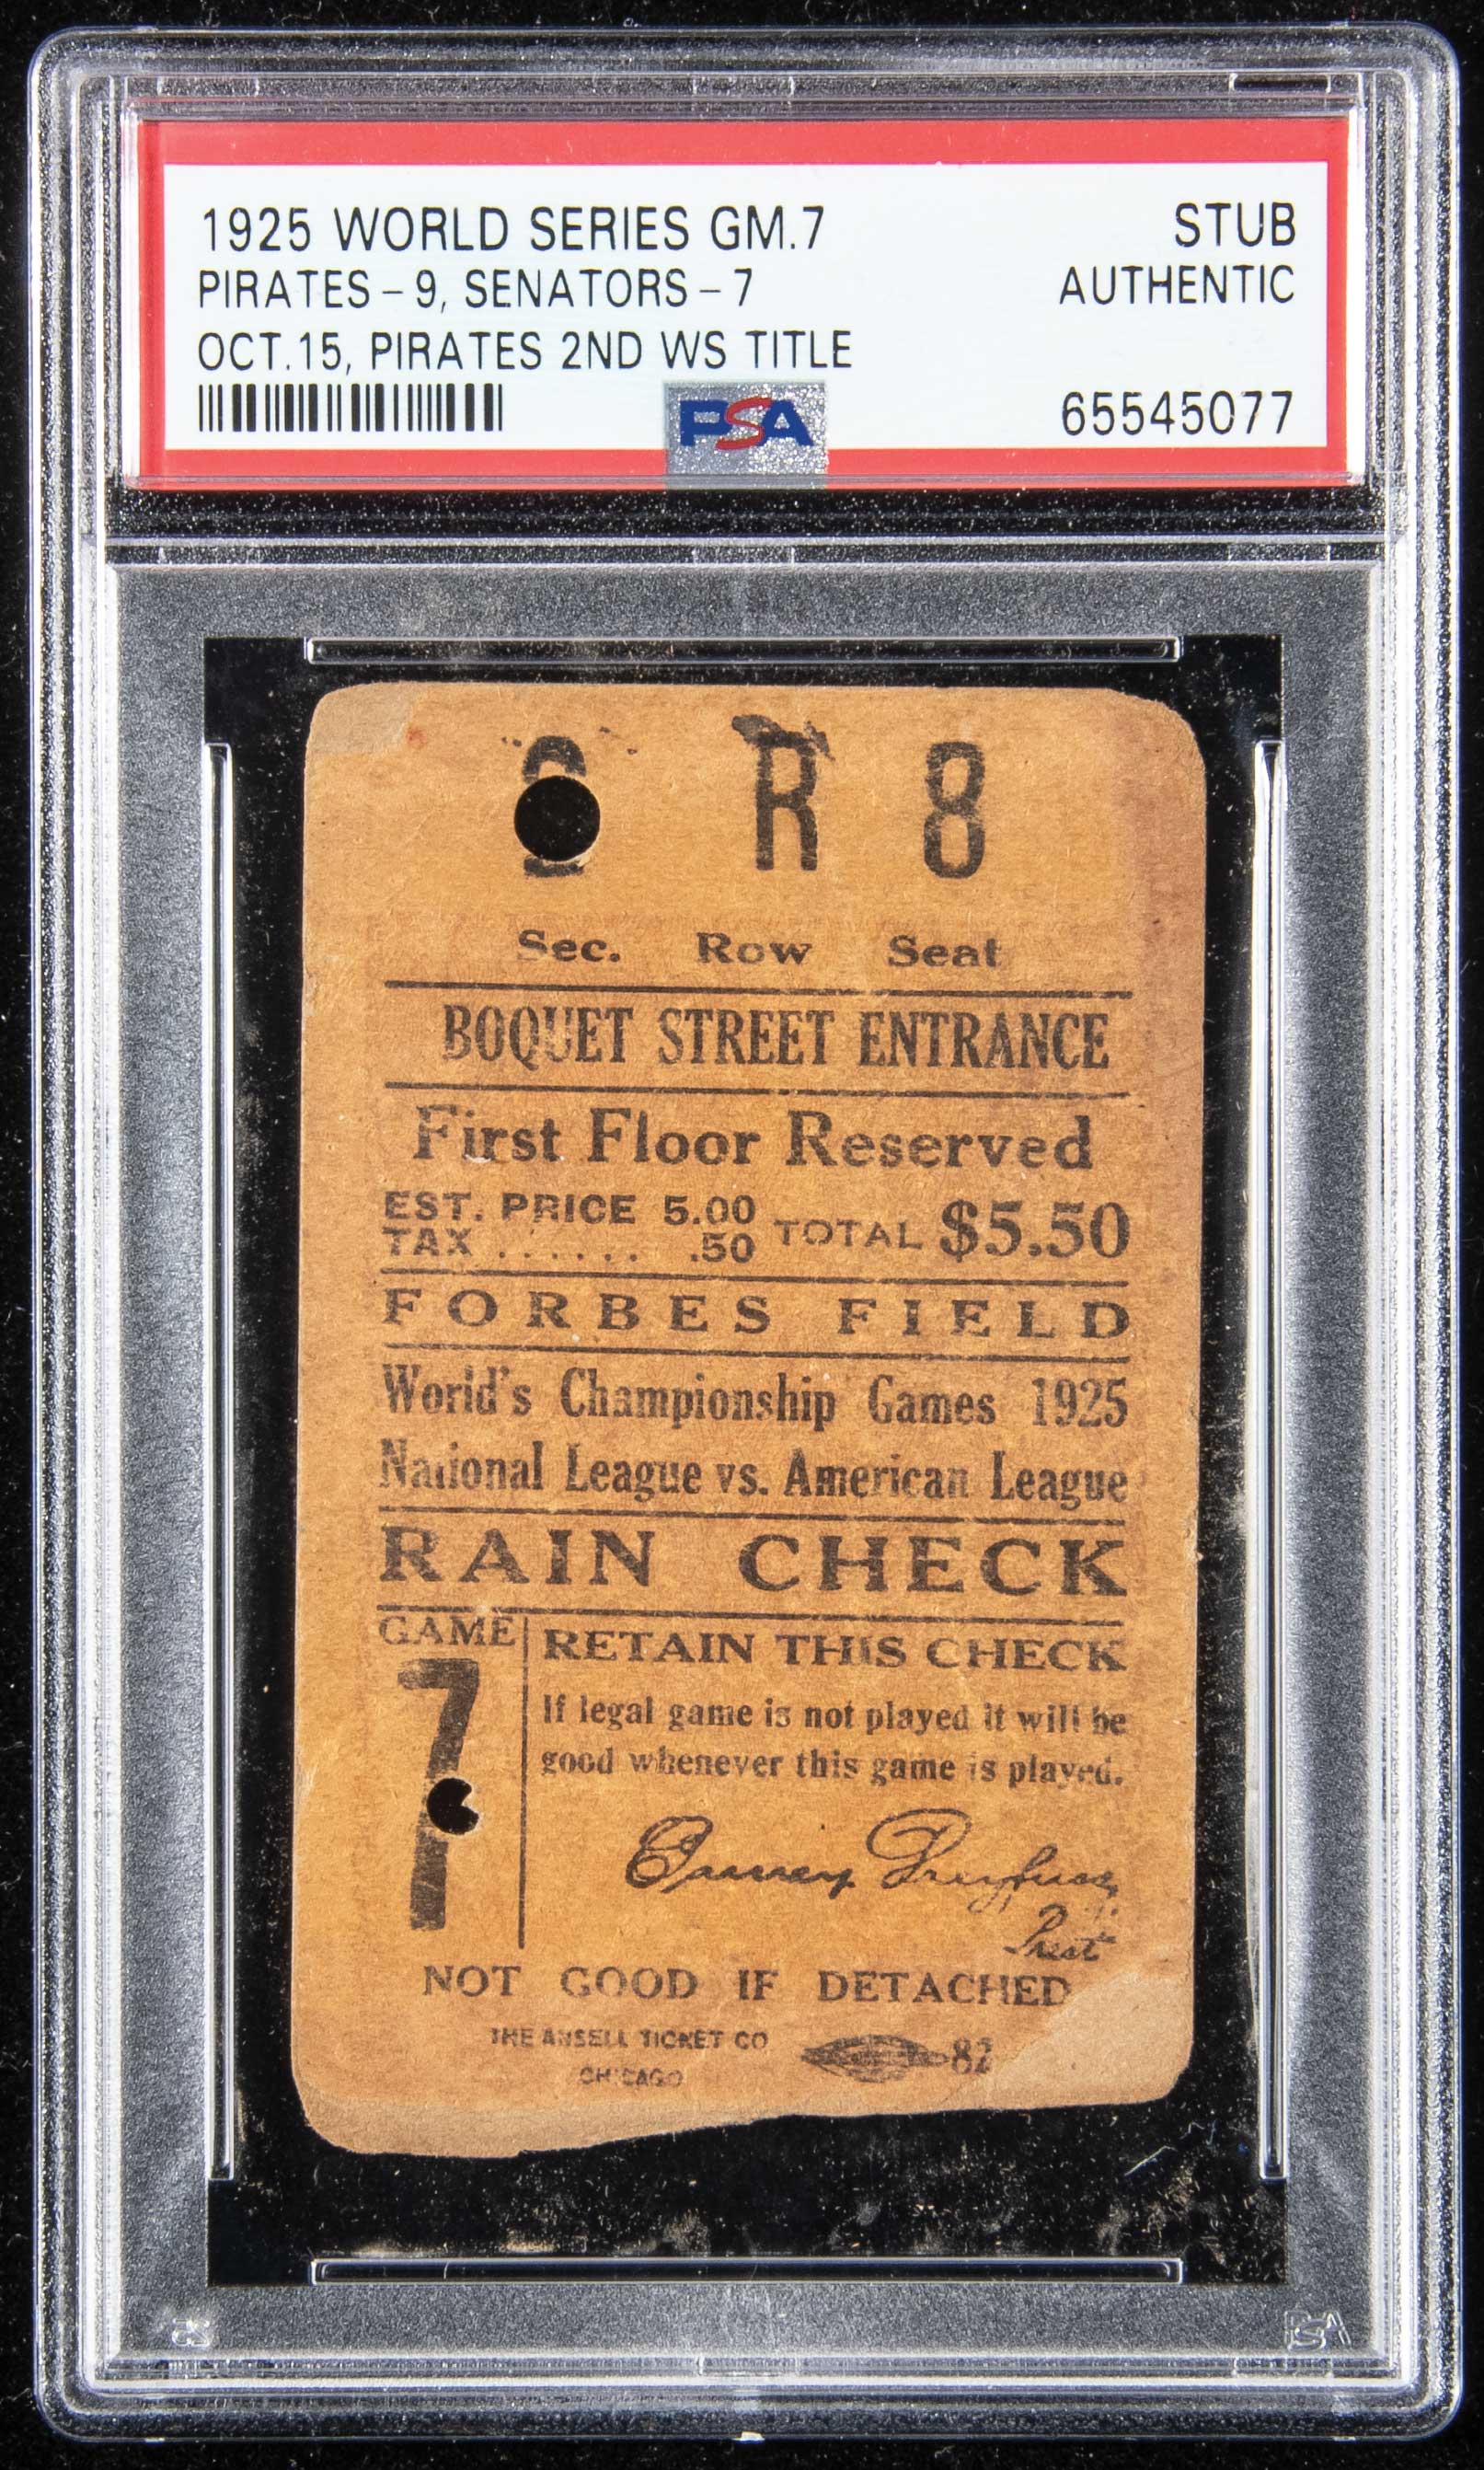 1925 WORLD SERIES GM.7 STUB
PIRATES - 9, SENATORS - 7 AUTHENTIC
OCT.15, PIRATES 2ND WS TITLE
PSA 65545077
R 8
Sec. Row Seat
BOQUET STREET ENTRANCE
First Floor Reserved
EST. PRICE 5.00
TAX ...... .50 TOTAL $5.50
FORBES FIELD
World's Championship Games 1925
National League vs. American League
RAIN CHECK
GAME
7
RETAIN THIS CHECK
If legal game is not played it will be
good whenever this game is played.
Barney Dreyfuss
Prest
NOT GOOD IF DETACHED
THE ANSELL TICKET CO
CHICAGO
82
PSA